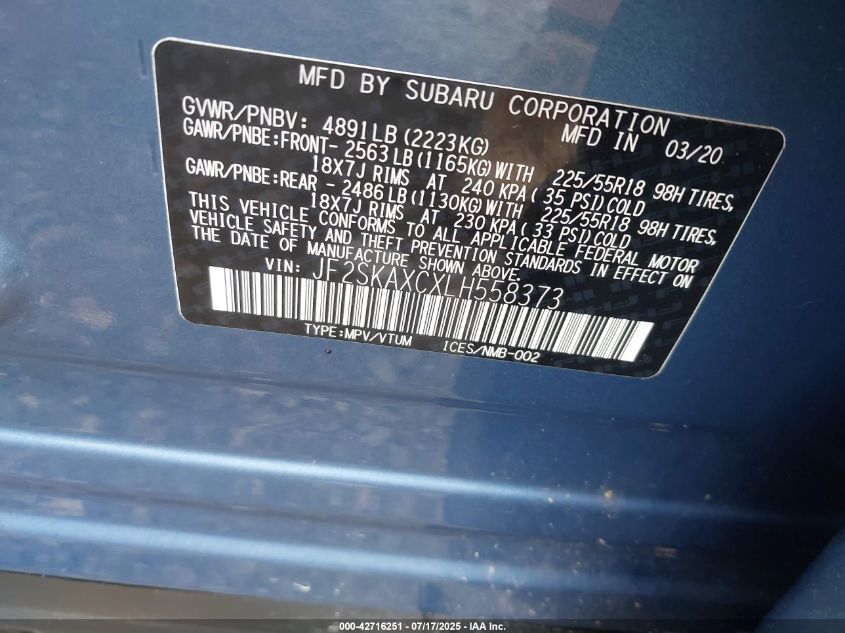 MFD BY SUBARU CORPORATION
GVWR/PNBV: 4891LB(2223KG) MFD IN 03/20
GAWR/PNBE:FRONT- 2563LB(1165KG)WITH 225/55R18 98H TIRES,
18X7J RIMS AT 240 KPA( 35 PSI)COLD
GAWR/PNBE:REAR - 2486LB(1130KG)WITH 225/55R18 98H TIRES,
18X7J RIMS AT 230 KPA( 33 PSI)COLD
THIS VEHICLE CONFORMS TO ALL APPLICABLE FEDERAL MOTOR
VEHICLE SAFETY AND THEFT PREVENTION STANDARDS IN EFFECT ON
THE DATE OF MANUFACTURE SHOWN ABOVE.
VIN: JF2SKAXCXLH558373
TYPE:MPV/VTUM ICES/NMB-002
000-42716251 - 07/17/2025 - IAA Inc.